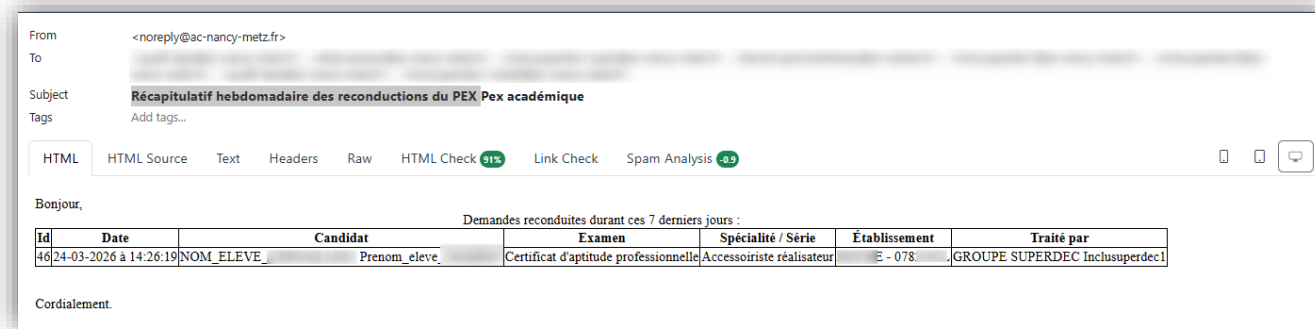 From <noreply@ac-nancy-metz.fr>
To
Subject Récapitulatif hebdomadaire des reconductions du PEX Pex académique
Tags Add tags...
HTML HTML Source Text Headers Raw HTML Check 91% Link Check Spam Analysis -0.9
Bonjour,
Demandes reconduites durant ces 7 derniers jours :
Id Date Candidat Examen Spécialité / Série Établissement Traité par
46 24-03-2026 à 14:26:19 NOM_ELEVE_ Prenom_eleve_ Certificat d'aptitude professionnelle Accessoiriste réalisateur E - 078 GROUPE SUPERDEC Inclusuperdec1
Cordialement.